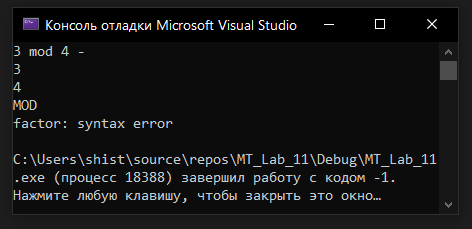 Консоль отладки Microsoft Visual Studio
3 mod 4 -
3
4
MOD
factor: syntax error
C:\Users\shist\source\repos\MT_Lab_11\Debug\MT_Lab_11
.exe (процесс 18388) завершил работу с кодом -1.
Нажмите любую клавишу, чтобы закрыть это окно…